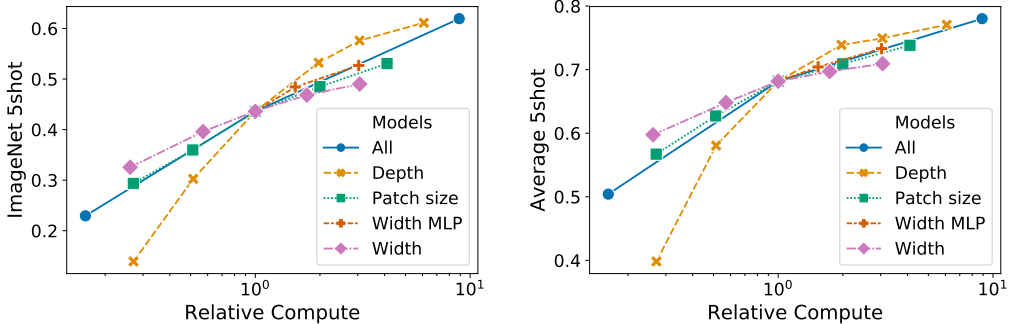 ImageNet 5shot
0.6
0.5
0.4
0.3
0.2
Models
All
Depth
Patch size
Width MLP
Width
10^0
10^1
Relative Compute
Average 5shot
0.8
0.7
0.6
0.5
0.4
Models
All
Depth
Patch size
Width MLP
Width
10^0
10^1
Relative Compute